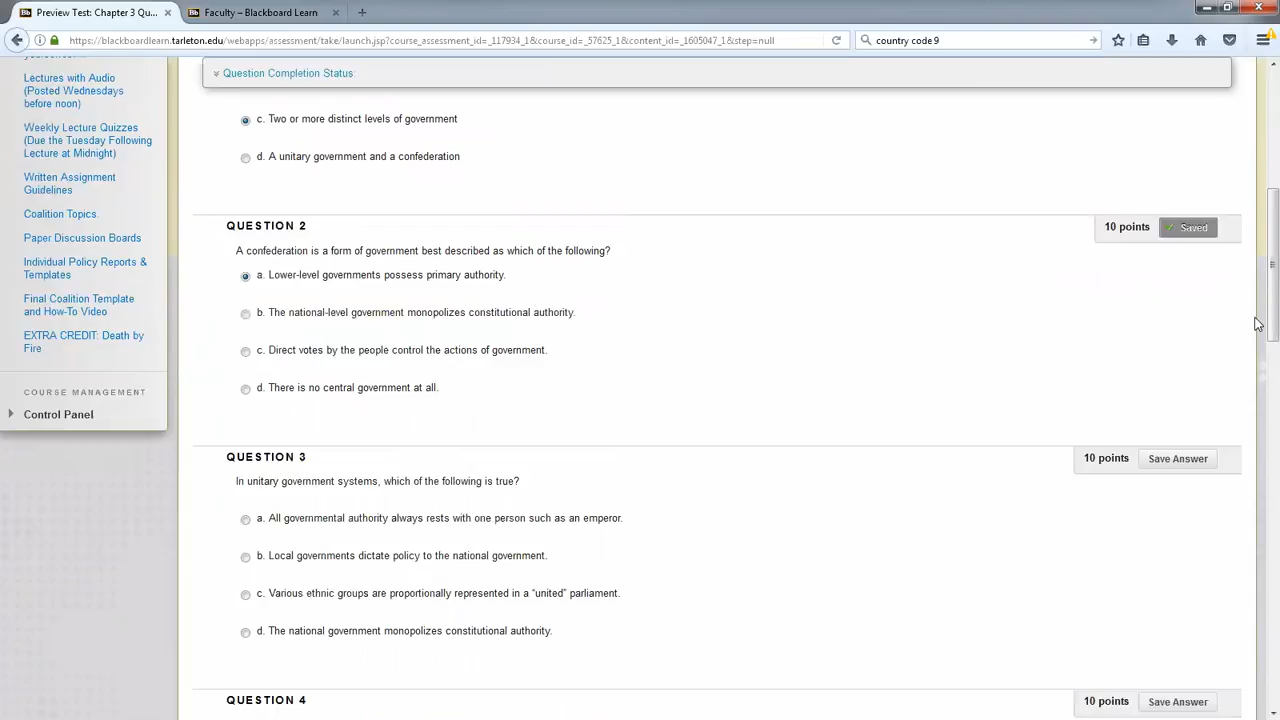 Preview Test: Chapter 3 Qu...
Faculty – Blackboard Learn
https://blackboardlearn.tarleton.edu/webapps/assessment/take/launch.jsp?course_assessment_id=_117934_1&course_id=_57625_1&content_id=_1605047_1&step=null
country code 9
Lectures with Audio
(Posted Wednesdays
before noon)
Weekly Lecture Quizzes
(Due the Tuesday Following
Lecture at Midnight)
Written Assignment
Guidelines
Coalition Topics.
Paper Discussion Boards
Individual Policy Reports &
Templates
Final Coalition Template
and How-To Video
EXTRA CREDIT: Death by
Fire
COURSE MANAGEMENT
Control Panel
Question Completion Status:
c. Two or more distinct levels of government
d. A unitary government and a confederation
QUESTION 2
10 points
Saved
A confederation is a form of government best described as which of the following?
a. Lower-level governments possess primary authority.
b. The national-level government monopolizes constitutional authority.
c. Direct votes by the people control the actions of government.
d. There is no central government at all.
QUESTION 3
10 points
Save Answer
In unitary government systems, which of the following is true?
a. All governmental authority always rests with one person such as an emperor.
b. Local governments dictate policy to the national government.
c. Various ethnic groups are proportionally represented in a “united” parliament.
d. The national government monopolizes constitutional authority.
QUESTION 4
10 points
Save Answer